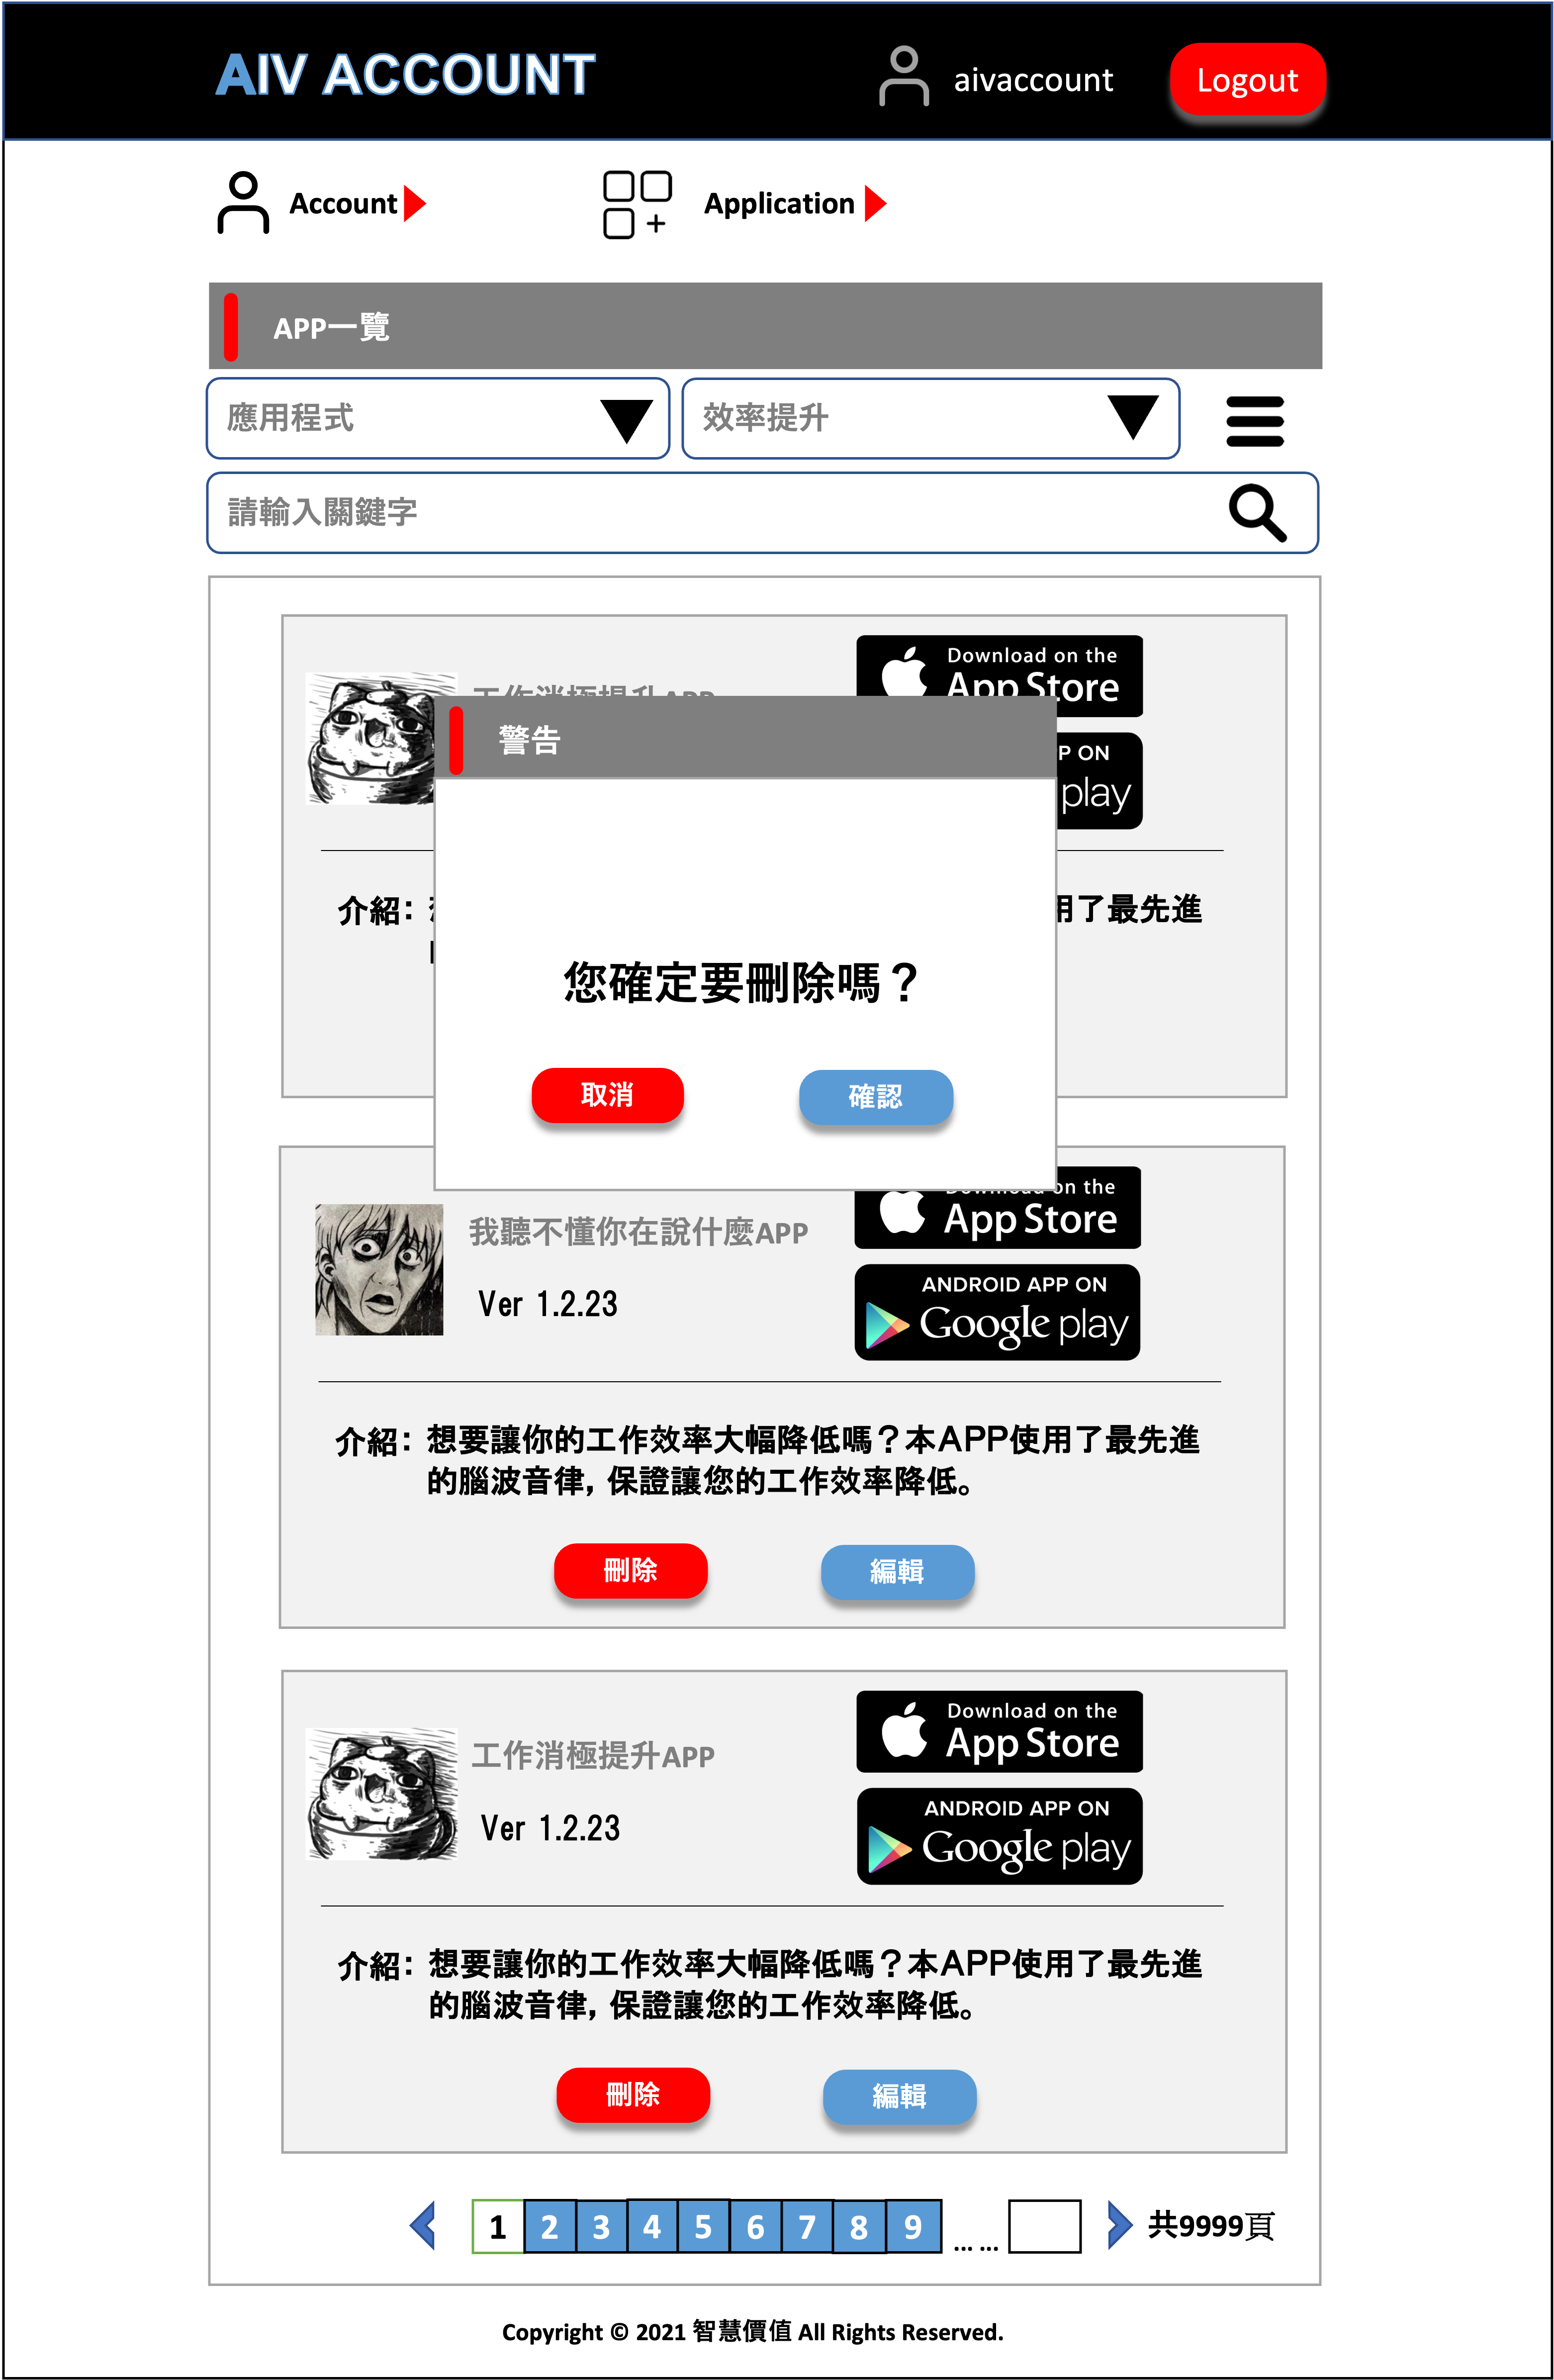 AIV ACCOUNT
aivaccount
Logout
Account
Application
APP一覽
應用程式
效率提升
請輸入關鍵字
Download on the
App Store
工作消極提升APP
P ON
play
警告
介紹：
用了最先進
您確定要刪除嗎？
取消
確認
Download on the
App Store
我聽不懂你在說什麼APP
Ver 1.2.23
ANDROID APP ON
Google play
介紹：想要讓你的工作效率大幅降低嗎？本APP使用了最先進
的腦波音律，保證讓您的工作效率降低。
刪除
編輯
Download on the
App Store
工作消極提升APP
Ver 1.2.23
ANDROID APP ON
Google play
介紹：想要讓你的工作效率大幅降低嗎？本APP使用了最先進
的腦波音律，保證讓您的工作效率降低。
刪除
編輯
1 2 3 4 5 6 7 8 9 ... ... 共9999頁
Copyright © 2021 智慧價值 All Rights Reserved.